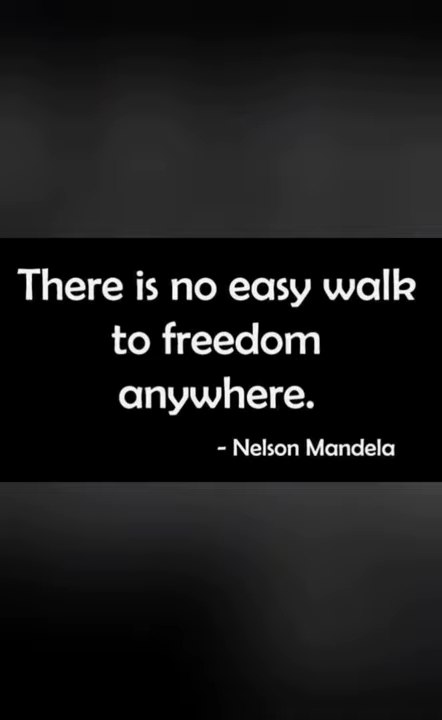 There is no easy walk
to freedom
anywhere.
- Nelson Mandela